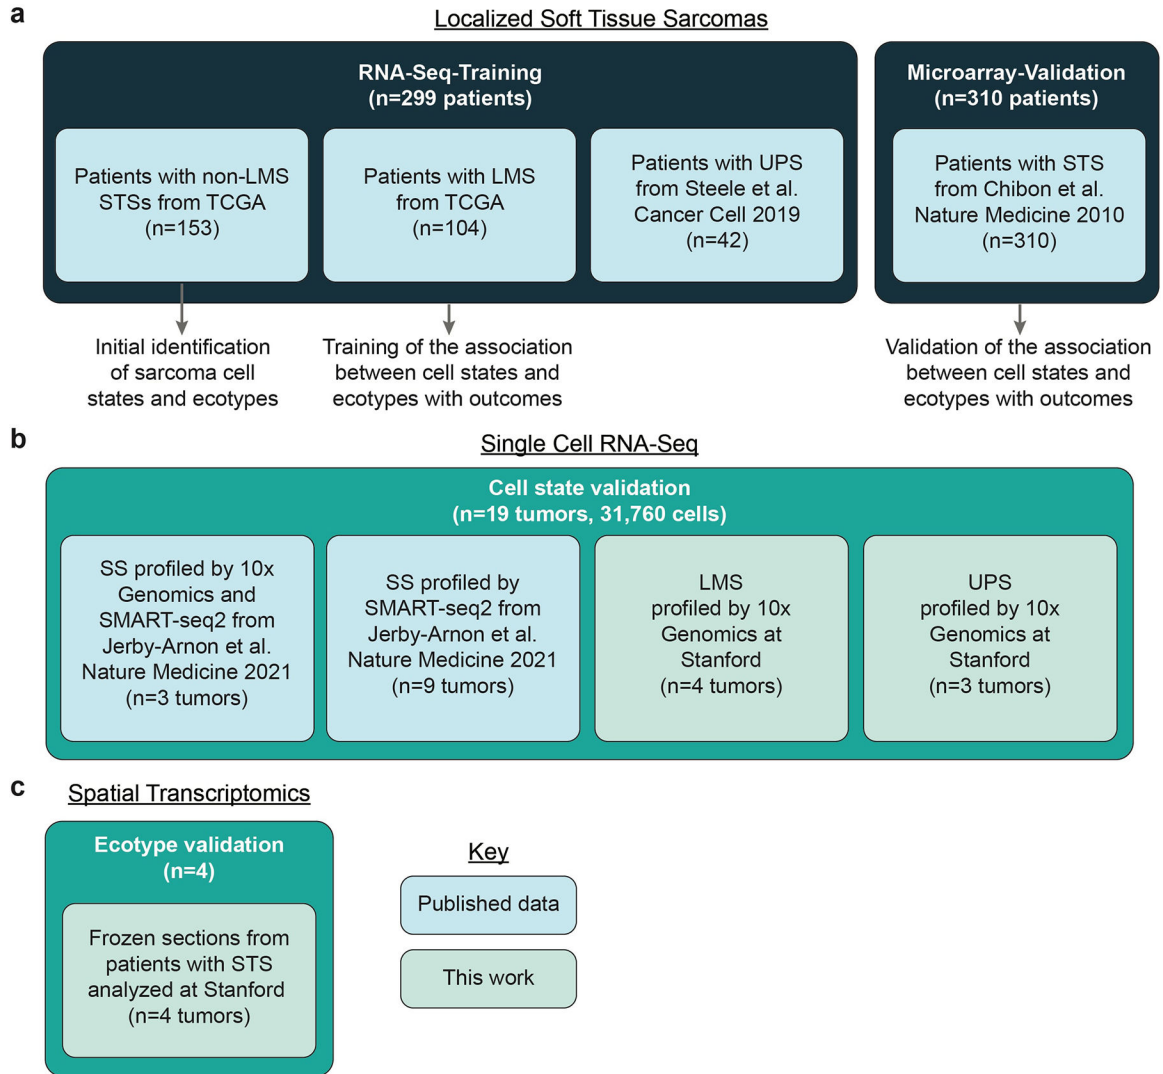 a
Localized Soft Tissue Sarcomas
RNA-Seq-Training
(n=299 patients)
Patients with non-LMS
STSs from TCGA
(n=153)
Patients with LMS
from TCGA
(n=104)
Patients with UPS
from Steele et al.
Cancer Cell 2019
(n=42)
Microarray-Validation
(n=310 patients)
Patients with STS
from Chibon et al.
Nature Medicine 2010
(n=310)
Initial identification
of sarcoma cell
states and ecotypes
Training of the association
between cell states and
ecotypes with outcomes
Validation of the association
between cell states and
ecotypes with outcomes
b
Single Cell RNA-Seq
Cell state validation
(n=19 tumors, 31,760 cells)
SS profiled by 10x
Genomics and
SMART-seq2 from
Jerby-Arnon et al.
Nature Medicine 2021
(n=3 tumors)
SS profiled by
SMART-seq2 from
Jerby-Arnon et al.
Nature Medicine 2021
(n=9 tumors)
LMS
profiled by 10x
Genomics at
Stanford
(n=4 tumors)
UPS
profiled by 10x
Genomics at
Stanford
(n=3 tumors)
c
Spatial Transcriptomics
Ecotype validation
(n=4)
Frozen sections from
patients with STS
analyzed at Stanford
(n=4 tumors)
Key
Published data
This work